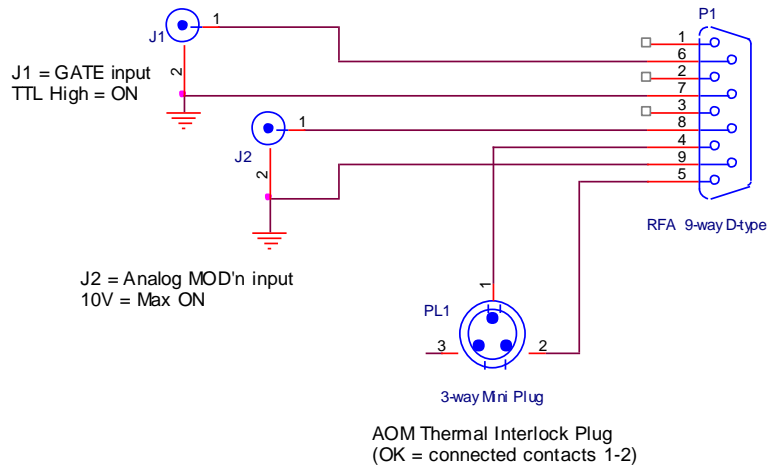 P1
1
J1
1
6
2
J1 = GATE input
TTL High = ON
2
7
3
1
8
J2
4
2
9
5
RFA 9-way D-type
J2 = Analog MOD'n input
10V = Max ON
1
PL1
3
2
3-way Mini Plug
AOM Thermal Interlock Plug
(OK = connected contacts 1-2)